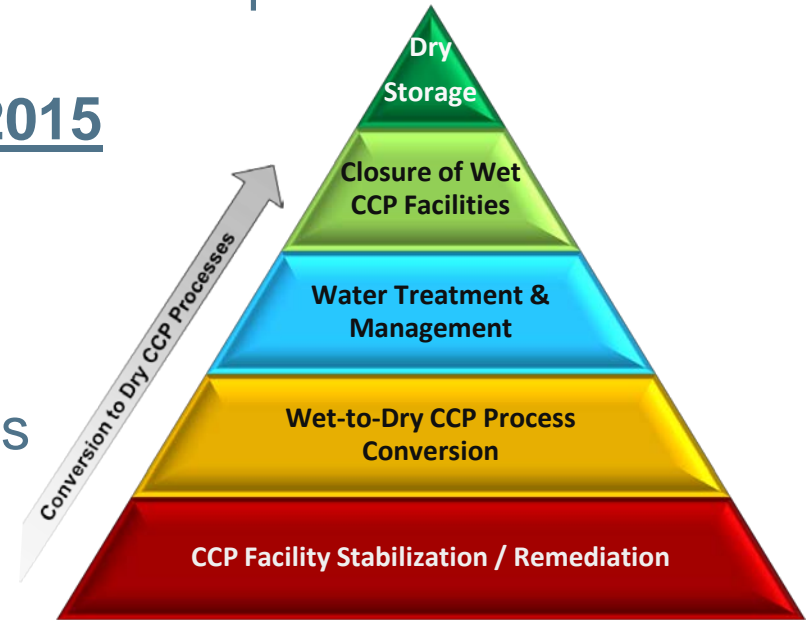 Dry
Storage
2015
Closure of Wet
CCP Facilities
Conversion to Dry CCP Processes
Water Treatment &
Management
Wet-to-Dry CCP Process
Conversion
CCP Facility Stabilization / Remediation